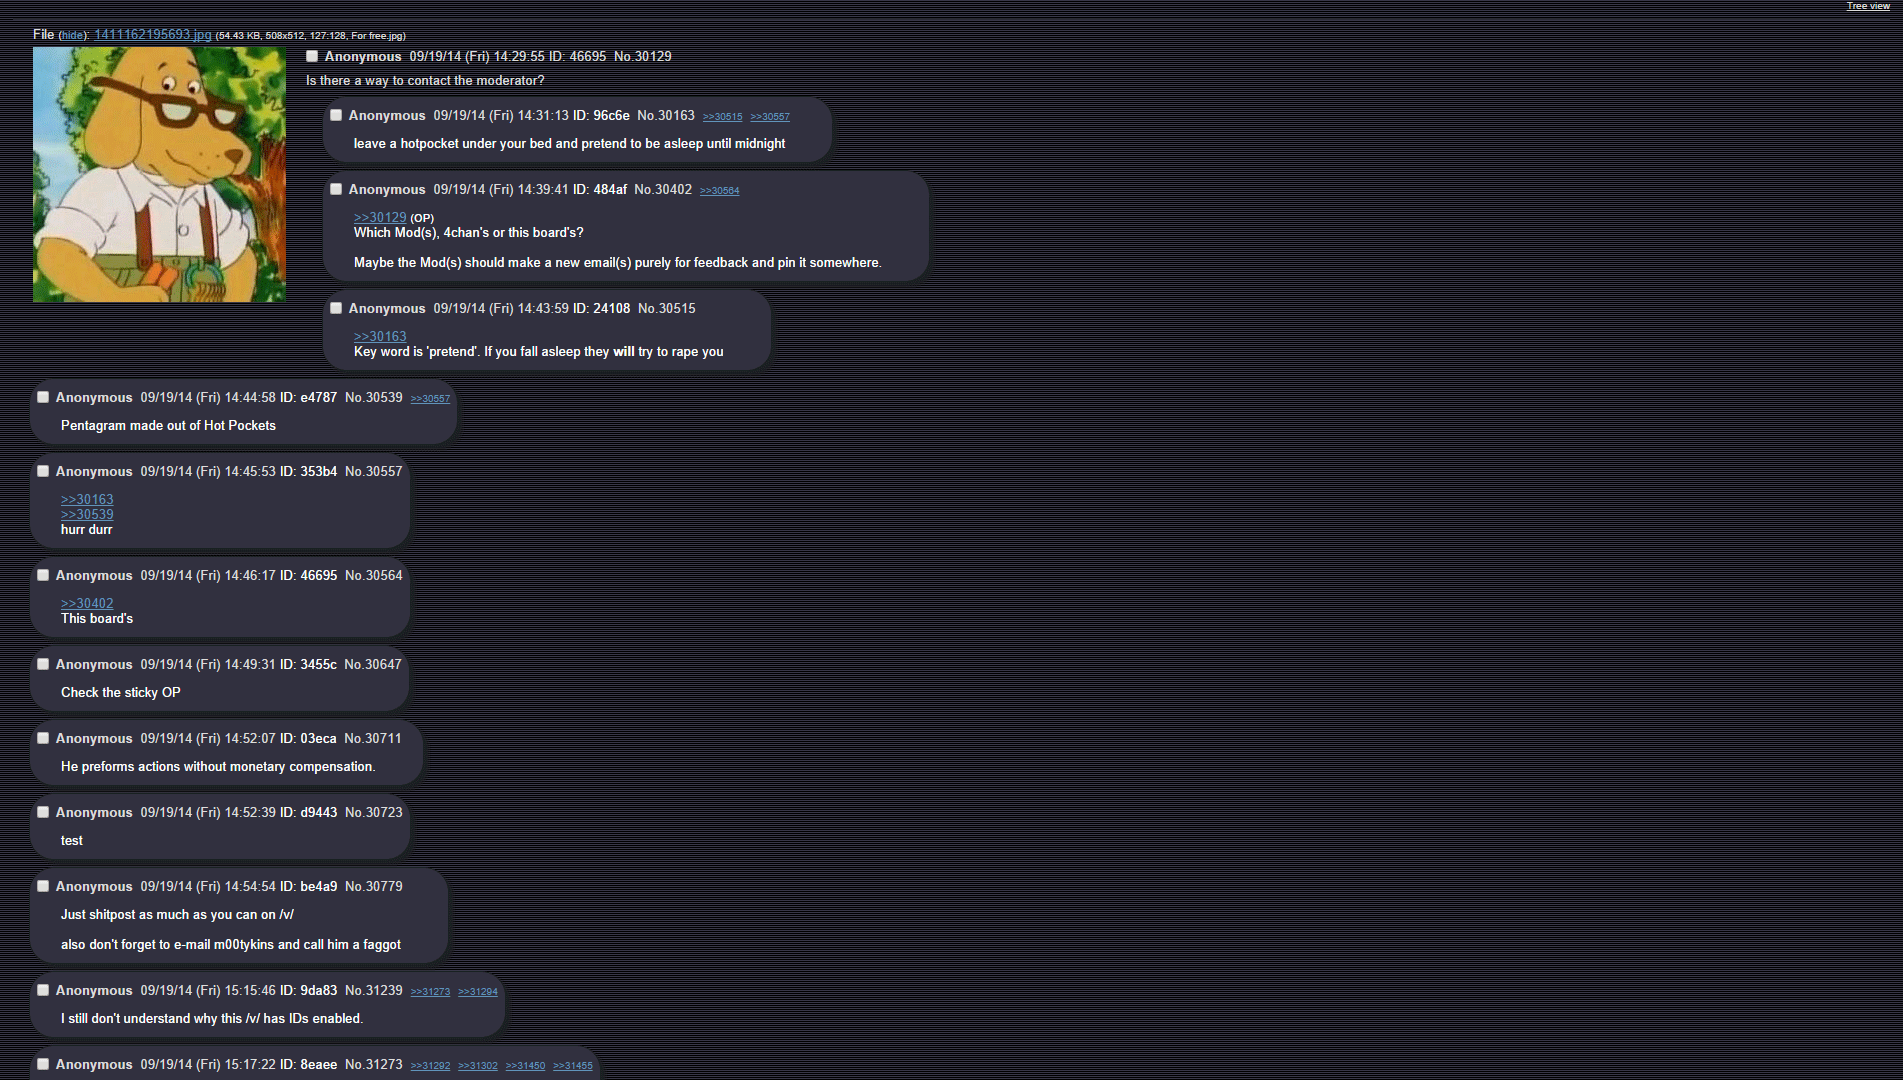 Tree view
File (hide): 1411162195693.jpg (54.43 KB, 508x512, 127:128, For free.jpg)
Anonymous 09/19/14 (Fri) 14:29:55 ID: 46695 No.30129
Is there a way to contact the moderator?
Anonymous 09/19/14 (Fri) 14:31:13 ID: 96c6e No.30163 >>30515 >>30557
leave a hotpocket under your bed and pretend to be asleep until midnight
Anonymous 09/19/14 (Fri) 14:39:41 ID: 484af No.30402 >>30564
>>30129 (OP)
Which Mod(s), 4chan's or this board's?
Maybe the Mod(s) should make a new email(s) purely for feedback and pin it somewhere.
Anonymous 09/19/14 (Fri) 14:43:59 ID: 24108 No.30515
>>30163
Key word is 'pretend'. If you fall asleep they will try to rape you
Anonymous 09/19/14 (Fri) 14:44:58 ID: e4787 No.30539 >>30557
Pentagram made out of Hot Pockets
Anonymous 09/19/14 (Fri) 14:45:53 ID: 353b4 No.30557
>>30163
>>30539
hurr durr
Anonymous 09/19/14 (Fri) 14:46:17 ID: 46695 No.30564
>>30402
This board's
Anonymous 09/19/14 (Fri) 14:49:31 ID: 3455c No.30647
Check the sticky OP
Anonymous 09/19/14 (Fri) 14:52:07 ID: 03eca No.30711
He preforms actions without monetary compensation.
Anonymous 09/19/14 (Fri) 14:52:39 ID: d9443 No.30723
test
Anonymous 09/19/14 (Fri) 14:54:54 ID: be4a9 No.30779
Just shitpost as much as you can on /v/
also don't forget to e-mail m00tykins and call him a faggot
Anonymous 09/19/14 (Fri) 15:15:46 ID: 9da83 No.31239 >>31273 >>31294
I still don't understand why this /v/ has IDs enabled.
Anonymous 09/19/14 (Fri) 15:17:22 ID: 8eaee No.31273 >>31292 >>31302 >>31450 >>31455